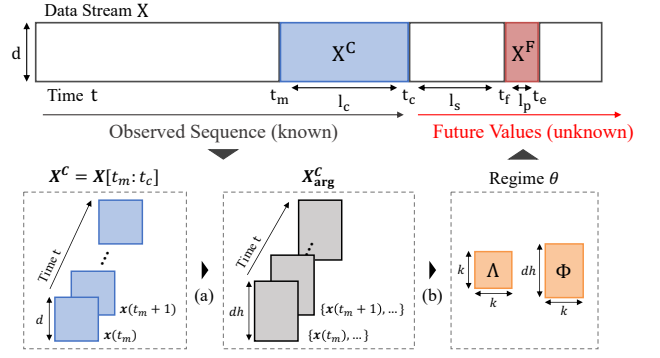 Data Stream X
d
X^C
X^F
t_m
l_c
t_c
l_s
t_f
l_p
t_e
Time t
Observed Sequence (known)
Future Values (unknown)
X^C = X[t_m: t_c]
X^C_arg
Regime θ
Time t
...
d
x(t_m + 1)
x(t_m)
(a)
Time t
...
dh
{x(t_m + 1), ...}
{x(t_m), ...}
(b)
k
Λ
k
dh
Φ
k